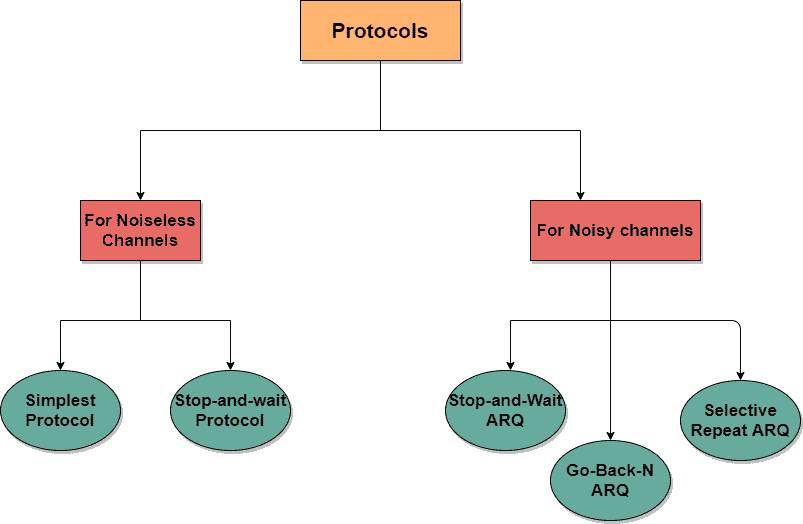 Protocols
For Noiseless
Channels
For Noisy channels
Simplest
Protocol
Stop-and-wait
Protocol
Stop-and-Wait
ARQ
Go-Back-N
ARQ
Selective
Repeat ARQ